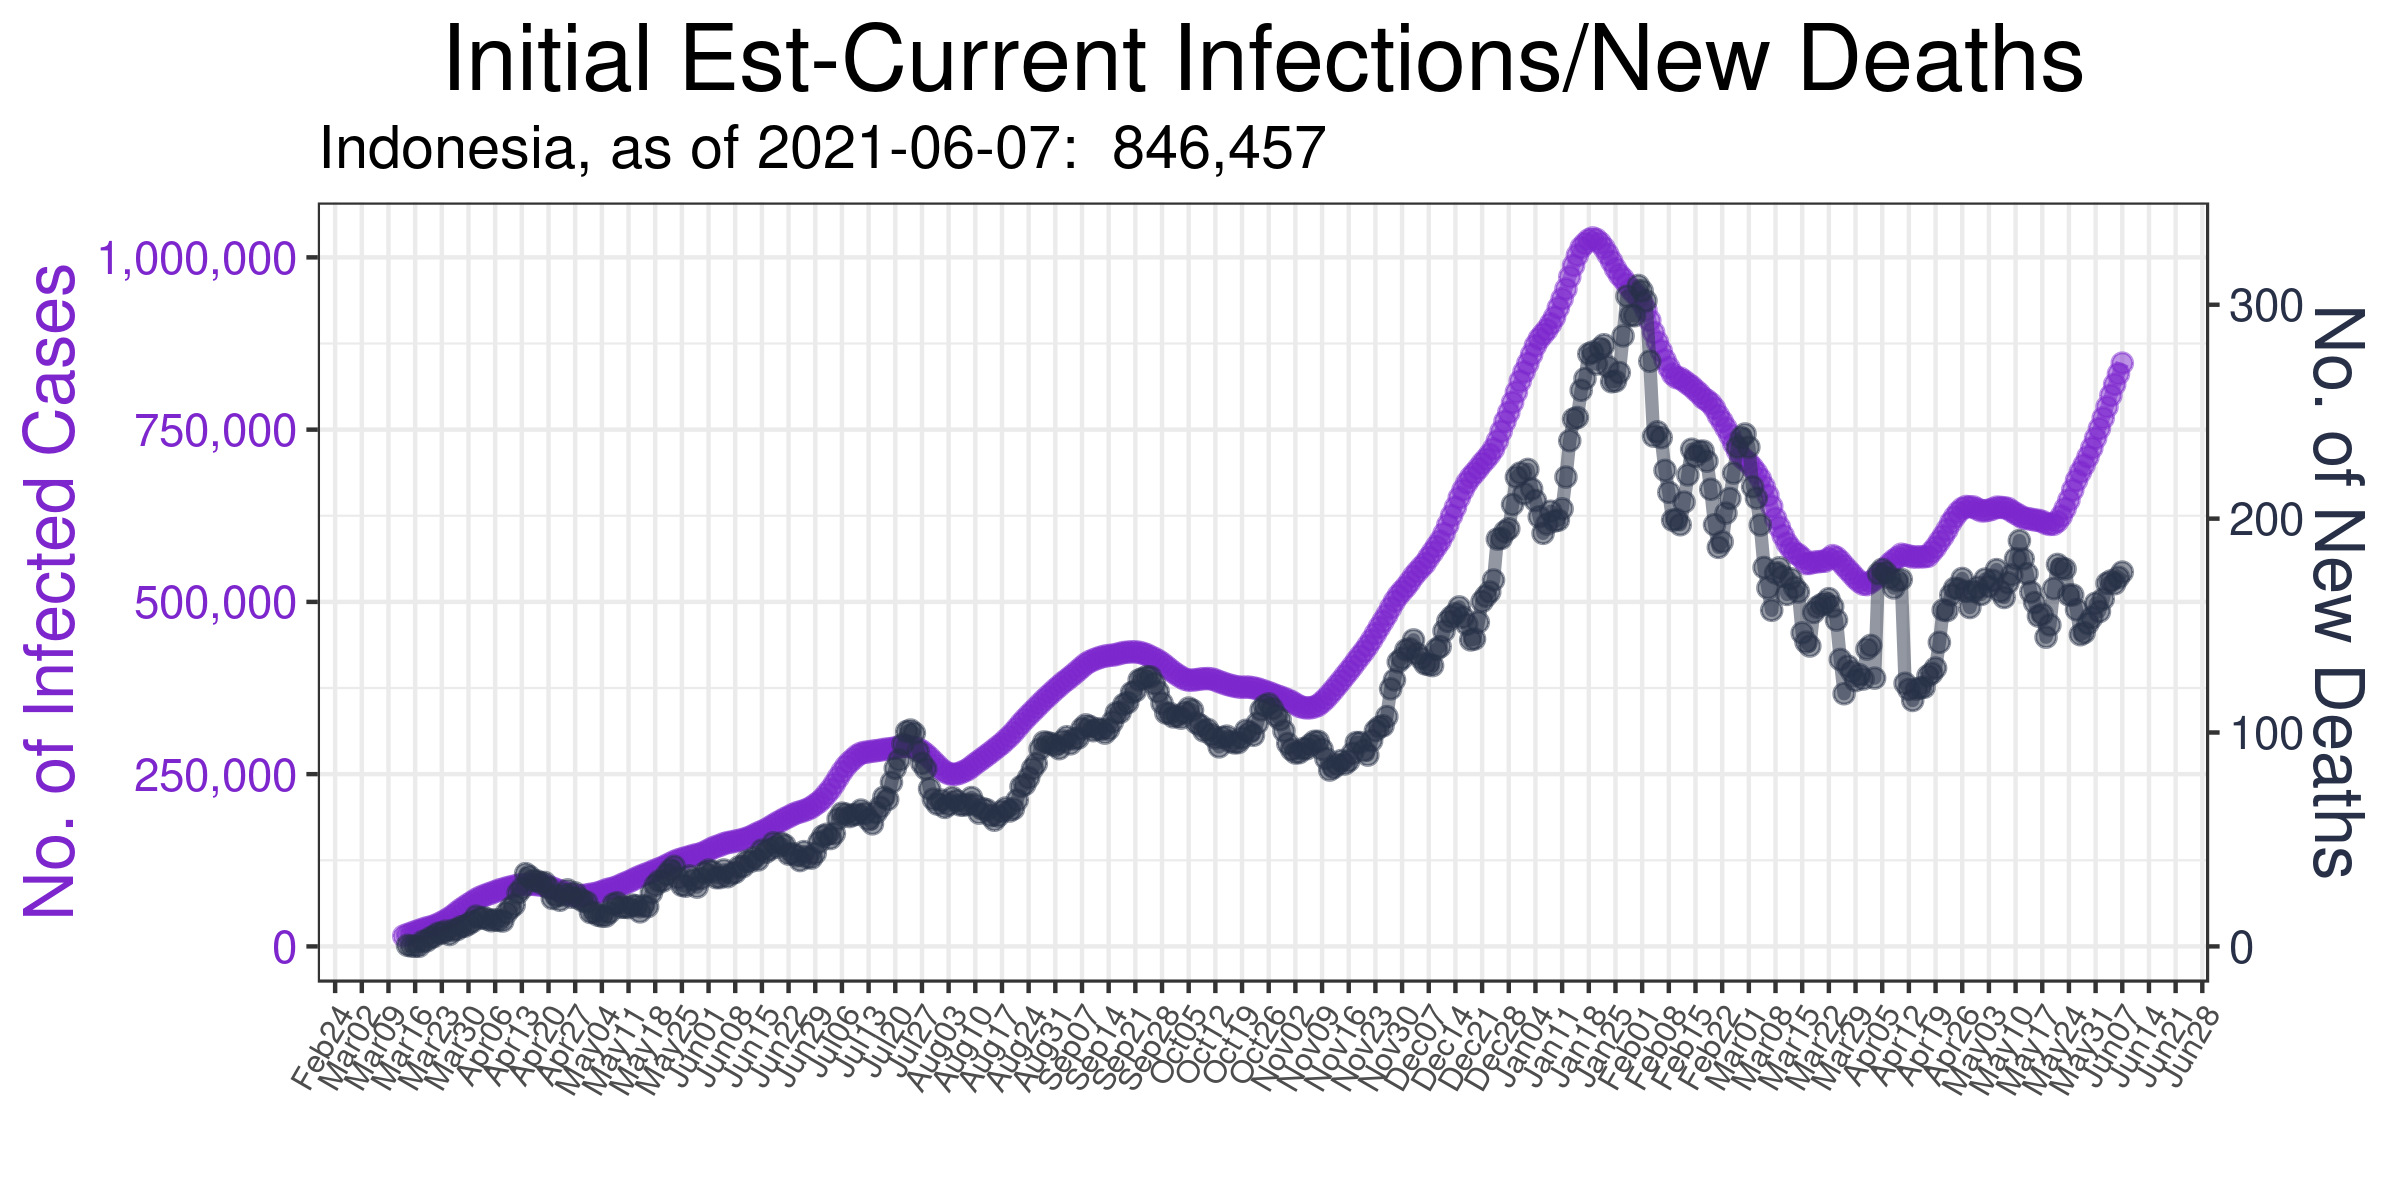 Initial Est-Current Infections/New Deaths
Indonesia, as of 2021-06-07:  846,457
No. of Infected Cases
1,000,000
750,000
500,000
250,000
0
300
200
100
0
No. of New Deaths
Feb24
Mar02
Mar09
Mar16
Mar23
Mar30
Apr06
Apr13
Apr20
Apr27
May04
May11
May18
May25
Jun01
Jun08
Jun15
Jun22
Jun29
Jul06
Jul13
Jul20
Jul27
Aug03
Aug10
Aug17
Aug24
Aug31
Sep07
Sep14
Sep21
Sep28
Oct05
Oct12
Oct19
Oct26
Nov02
Nov09
Nov16
Nov23
Nov30
Dec07
Dec14
Dec21
Dec28
Jan04
Jan11
Jan18
Jan25
Feb01
Feb08
Feb15
Feb22
Mar01
Mar08
Mar15
Mar22
Mar29
Apr05
Apr12
Apr19
Apr26
May03
May10
May17
May24
May31
Jun07
Jun14
Jun21
Jun28